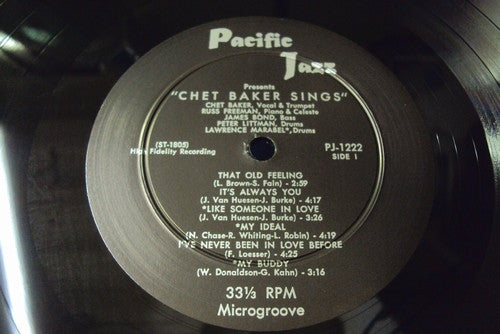 Pacific
Jazz
Presents
"CHET BAKER SINGS"
CHET BAKER, Vocal & Trumpet
RUSS FREEMAN, Piano & Celeste
JAMES BOND, Bass
PETER LITTMAN, Drums
LAWRENCE MARABEL*, Drums
(ST-1805)
High Fidelity Recording
PJ-1222
SIDE 1
THAT OLD FEELING
(L. Brown-S. Fain) - 2:59
IT'S ALWAYS YOU
(J. Van Huesen-J. Burke) - 4:17
*LIKE SOMEONE IN LOVE
(J. Van Huesen-J. Burke) - 3:26
*MY IDEAL
(N. Chase-R. Whiting-L. Robin) - 4:19
I'VE NEVER BEEN IN LOVE BEFORE
(F. Loesser) - 4:25
*MY BUDDY
(W. Donaldson-G. Kahn) - 3:16
33⅓ RPM
Microgroove